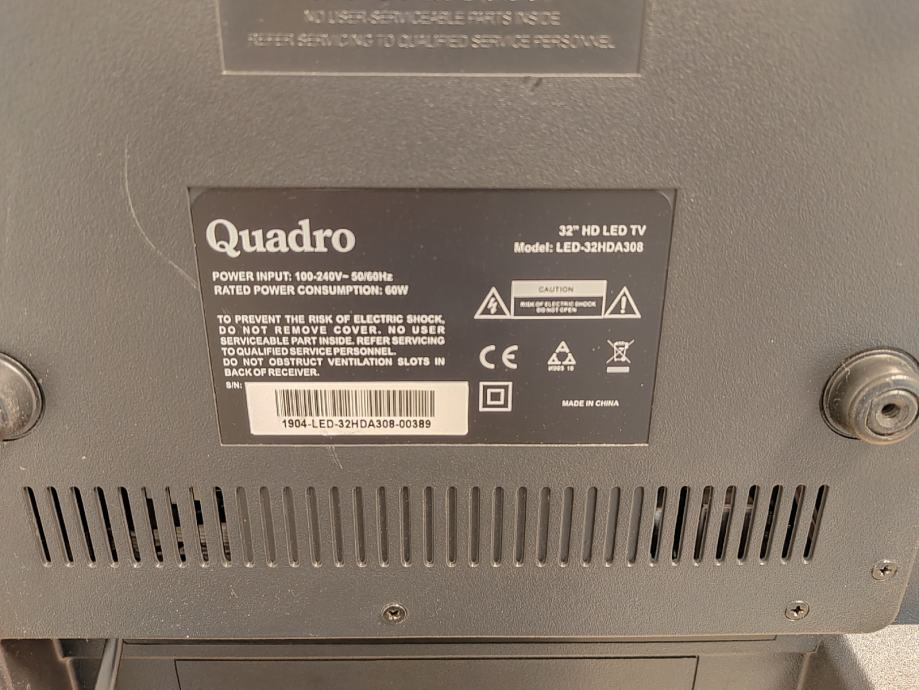 NO USER-SERVICEABLE PARTS INSIDE
REFER SERVICING TO QUALIFIED SERVICE PERSONNEL
Quadro
32" HD LED TV
Model: LED-32HDA308
POWER INPUT: 100-240V~ 50/60Hz
RATED POWER CONSUMPTION: 60W
CAUTION
RISK OF ELECTRIC SHOCK
DO NOT OPEN
TO PREVENT THE RISK OF ELECTRIC SHOCK,
DO NOT REMOVE COVER. NO USER
SERVICEABLE PART INSIDE. REFER SERVICING
TO QUALIFIED SERVICE PERSONNEL.
DO NOT OBSTRUCT VENTILATION SLOTS IN
BACK OF RECEIVER.
CE
S/N:
1904-LED-32HDA308-00389
MADE IN CHINA